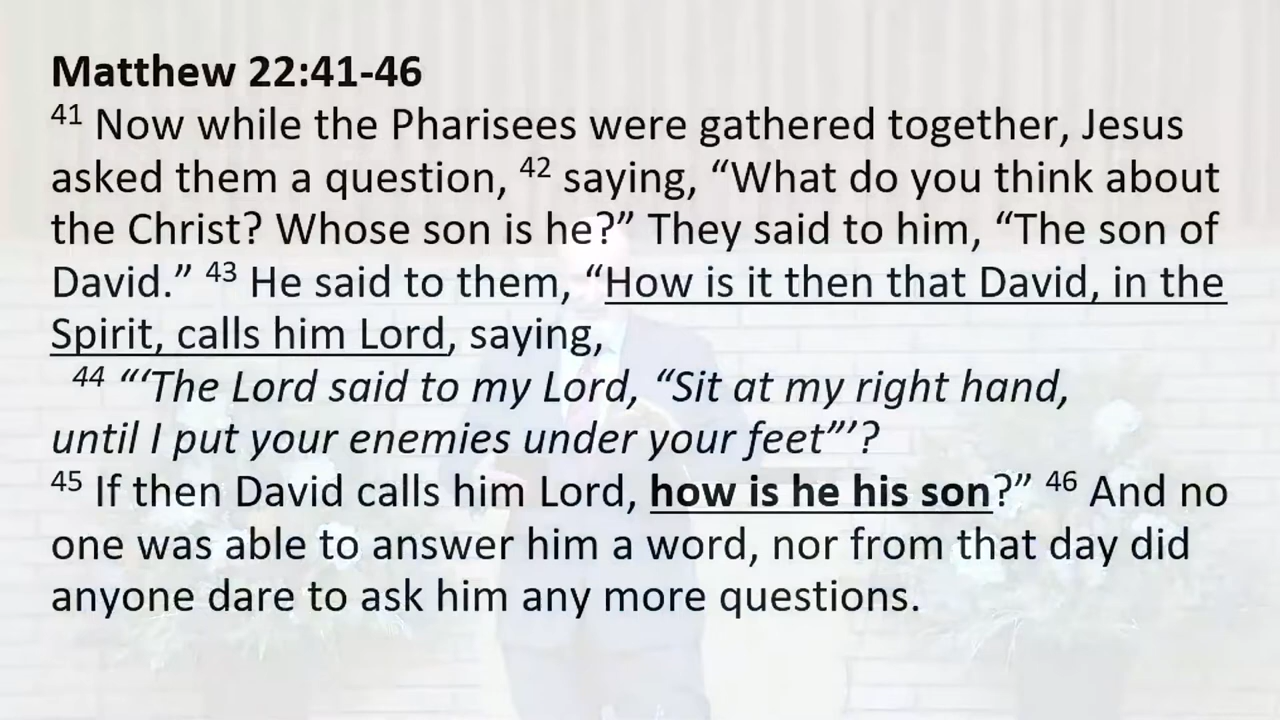 Matthew 22:41-46
41 Now while the Pharisees were gathered together, Jesus
asked them a question, 42 saying, “What do you think about
the Christ? Whose son is he?” They said to him, “The son of
David.” 43 He said to them, “How is it then that David, in the
Spirit, calls him Lord, saying,
44 “‘The Lord said to my Lord, “Sit at my right hand,
until I put your enemies under your feet”’?
45 If then David calls him Lord, how is he his son?” 46 And no
one was able to answer him a word, nor from that day did
anyone dare to ask him any more questions.